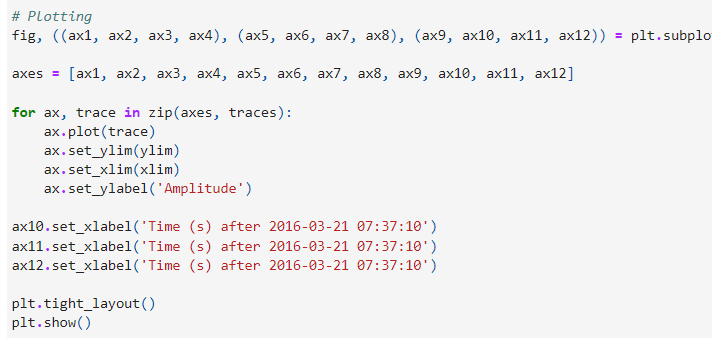 # Plotting
fig, ((ax1, ax2, ax3, ax4), (ax5, ax6, ax7, ax8), (ax9, ax10, ax11, ax12)) = plt.subplo
axes = [ax1, ax2, ax3, ax4, ax5, ax6, ax7, ax8, ax9, ax10, ax11, ax12]
for ax, trace in zip(axes, traces):
    ax.plot(trace)
    ax.set_ylim(ylim)
    ax.set_xlim(xlim)
    ax.set_ylabel('Amplitude')
ax10.set_xlabel('Time (s) after 2016-03-21 07:37:10')
ax11.set_xlabel('Time (s) after 2016-03-21 07:37:10')
ax12.set_xlabel('Time (s) after 2016-03-21 07:37:10')
plt.tight_layout()
plt.show()